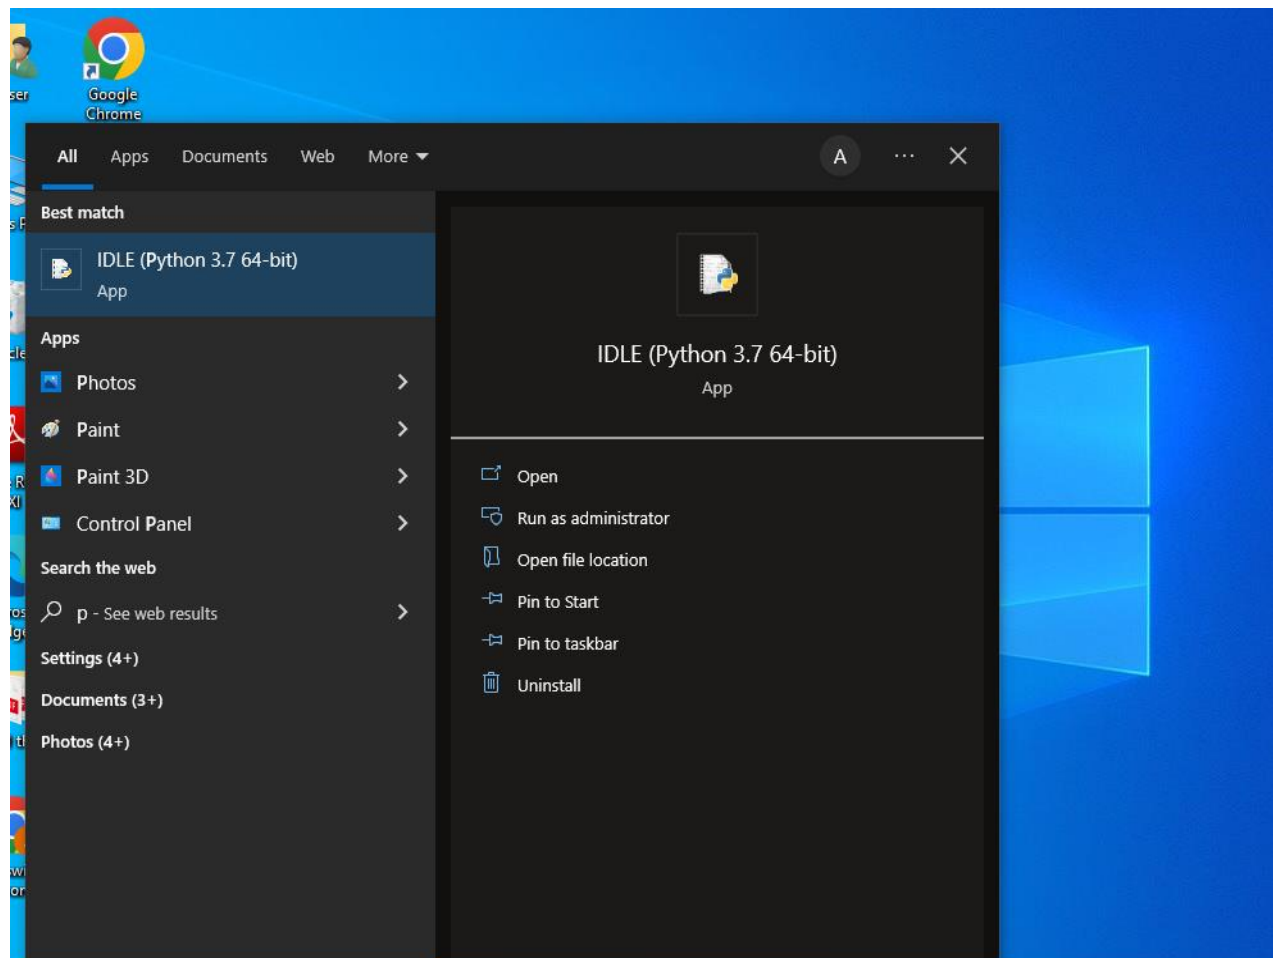 Google
Chrome
All Apps Documents Web More A
Best match
IDLE (Python 3.7 64-bit)
App
Apps
Photos
Paint
Paint 3D
Control Panel
Search the web
p - See web results
Settings (4+)
Documents (3+)
Photos (4+)
IDLE (Python 3.7 64-bit)
App
Open
Run as administrator
Open file location
Pin to Start
Pin to taskbar
Uninstall